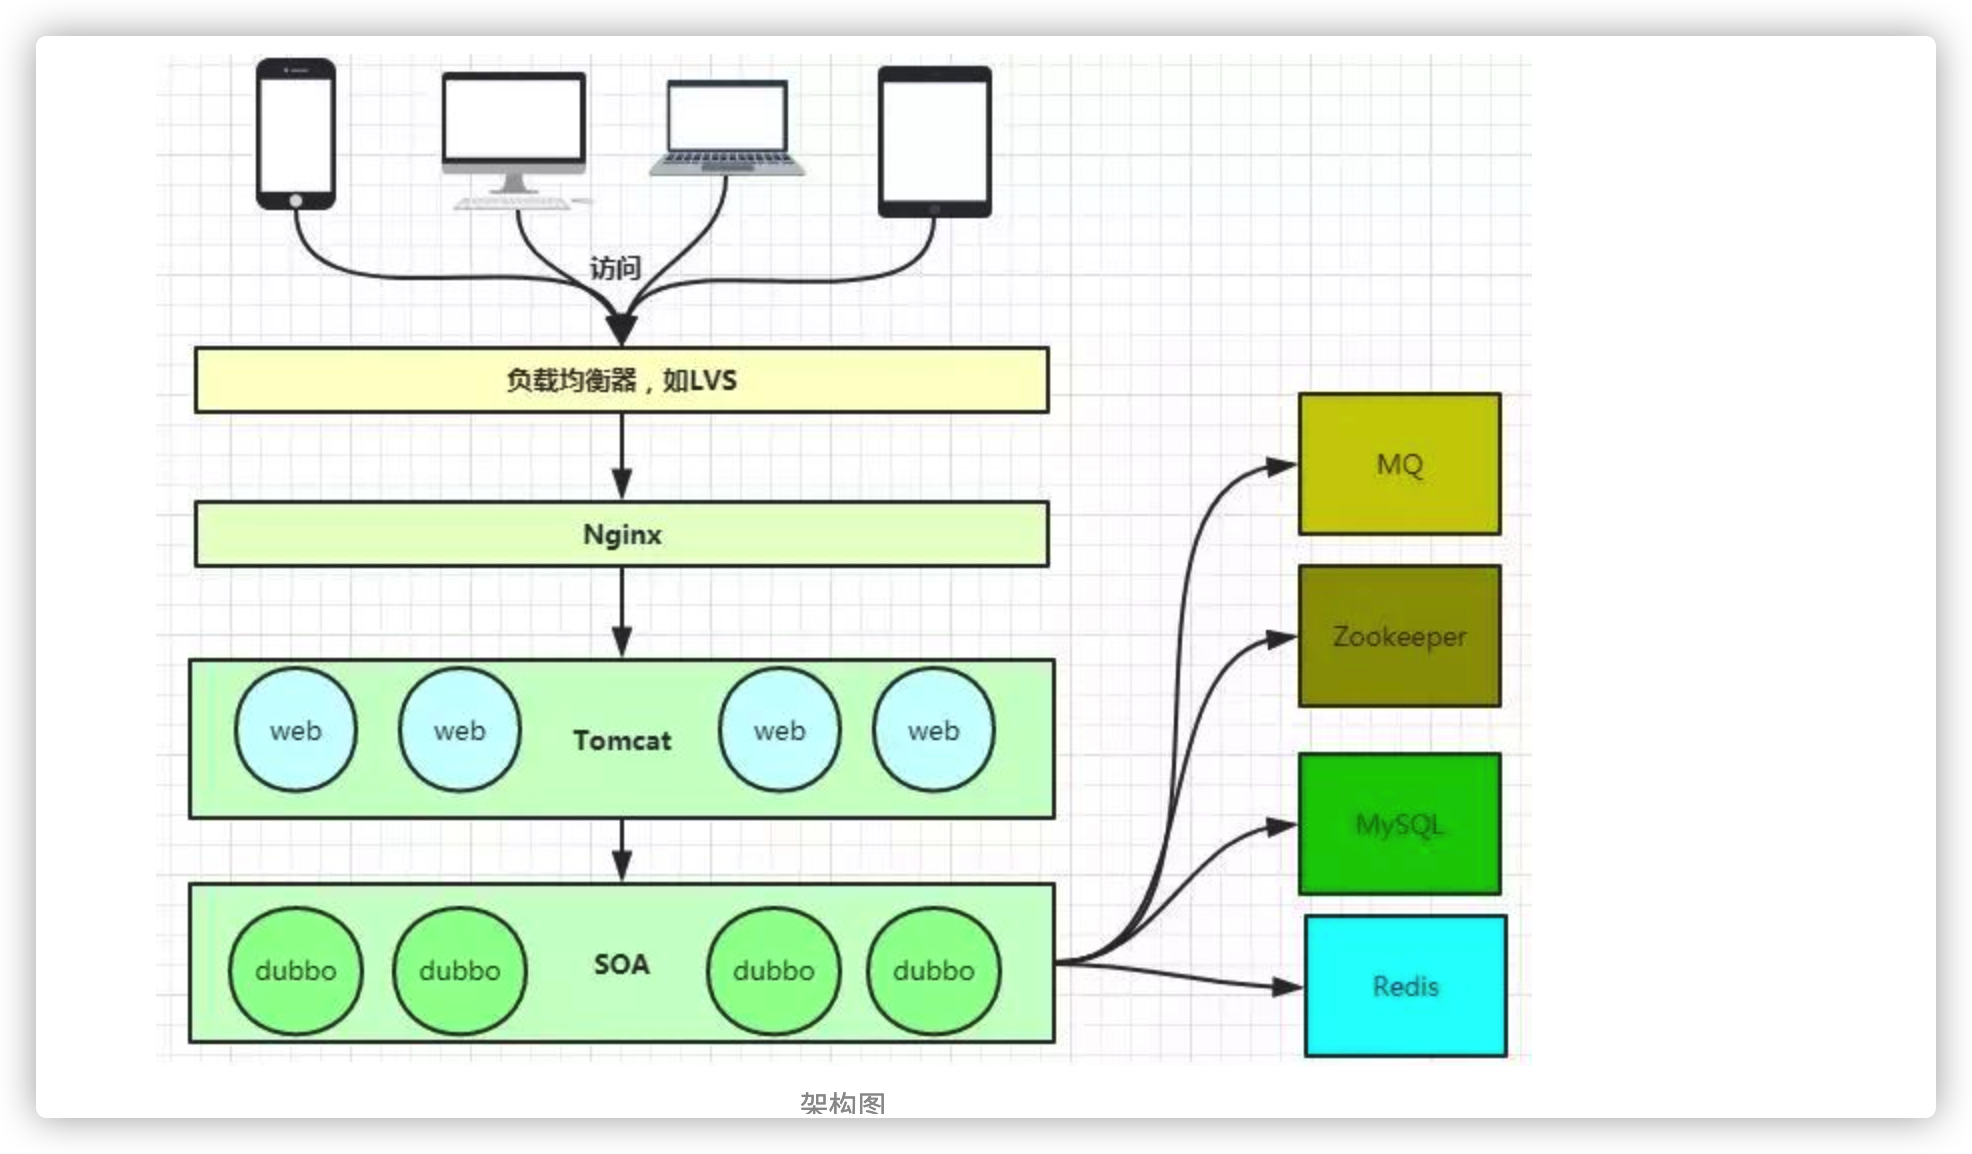 访问
负载均衡器，如LVS
Nginx
web web Tomcat web web
dubbo dubbo SOA dubbo dubbo
MQ
Zookeeper
MySQL
Redis
架构图